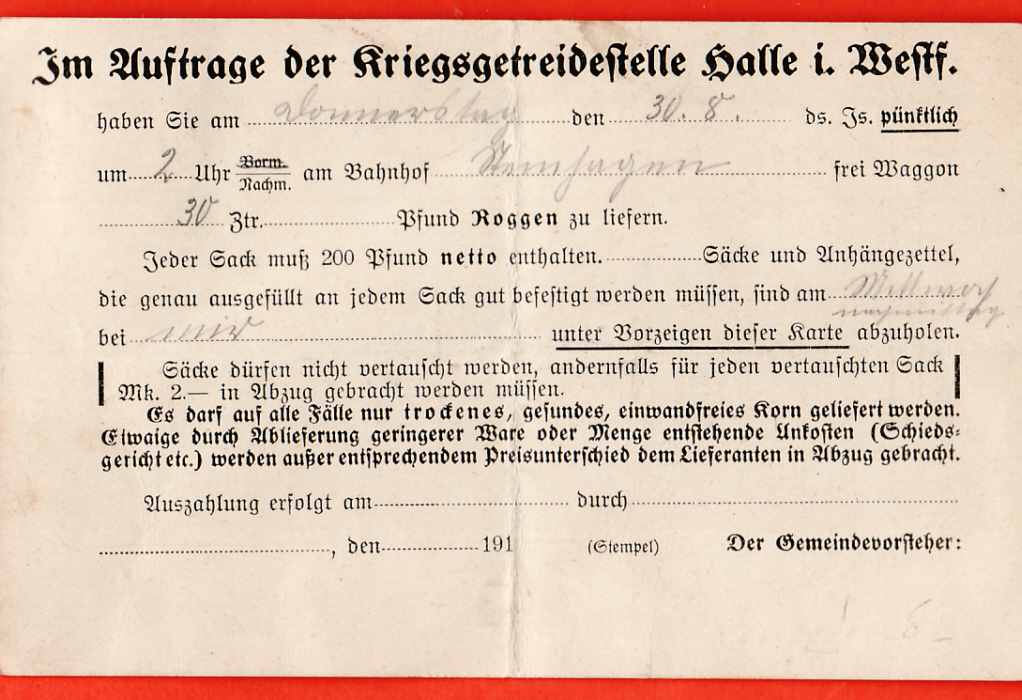 Im Auftrage der Kriegsgetreidestelle Halle i. Westf.
haben Sie am Donnerstag den 30. 8. ds. Js. pünktlich
um 2 Uhr Vorm. Nachm. am Bahnhof Steinhagen frei Waggon
30 Ztr. Pfund Roggen zu liefern.
Jeder Sack muß 200 Pfund netto enthalten. Säcke und Anhängezettel,
die genau ausgefüllt an jedem Sack gut befestigt werden müssen, sind am Mittwoch
nachmittag
bei mir unter Vorzeigen dieser Karte abzuholen.
Säcke dürfen nicht vertauscht werden, andernfalls für jeden vertauschten Sack
Mk. 2.— in Abzug gebracht werden müssen.
Es darf auf alle Fälle nur trockenes, gesundes, einwandfreies Korn geliefert werden.
Etwaige durch Ablieferung geringerer Ware oder Menge entstehende Unkosten (Schieds-
gericht etc.) werden außer entsprechendem Preisunterschied dem Lieferanten in Abzug gebracht.
Auszahlung erfolgt am durch
, den 191 (Stempel) Der Gemeindevorsteher: